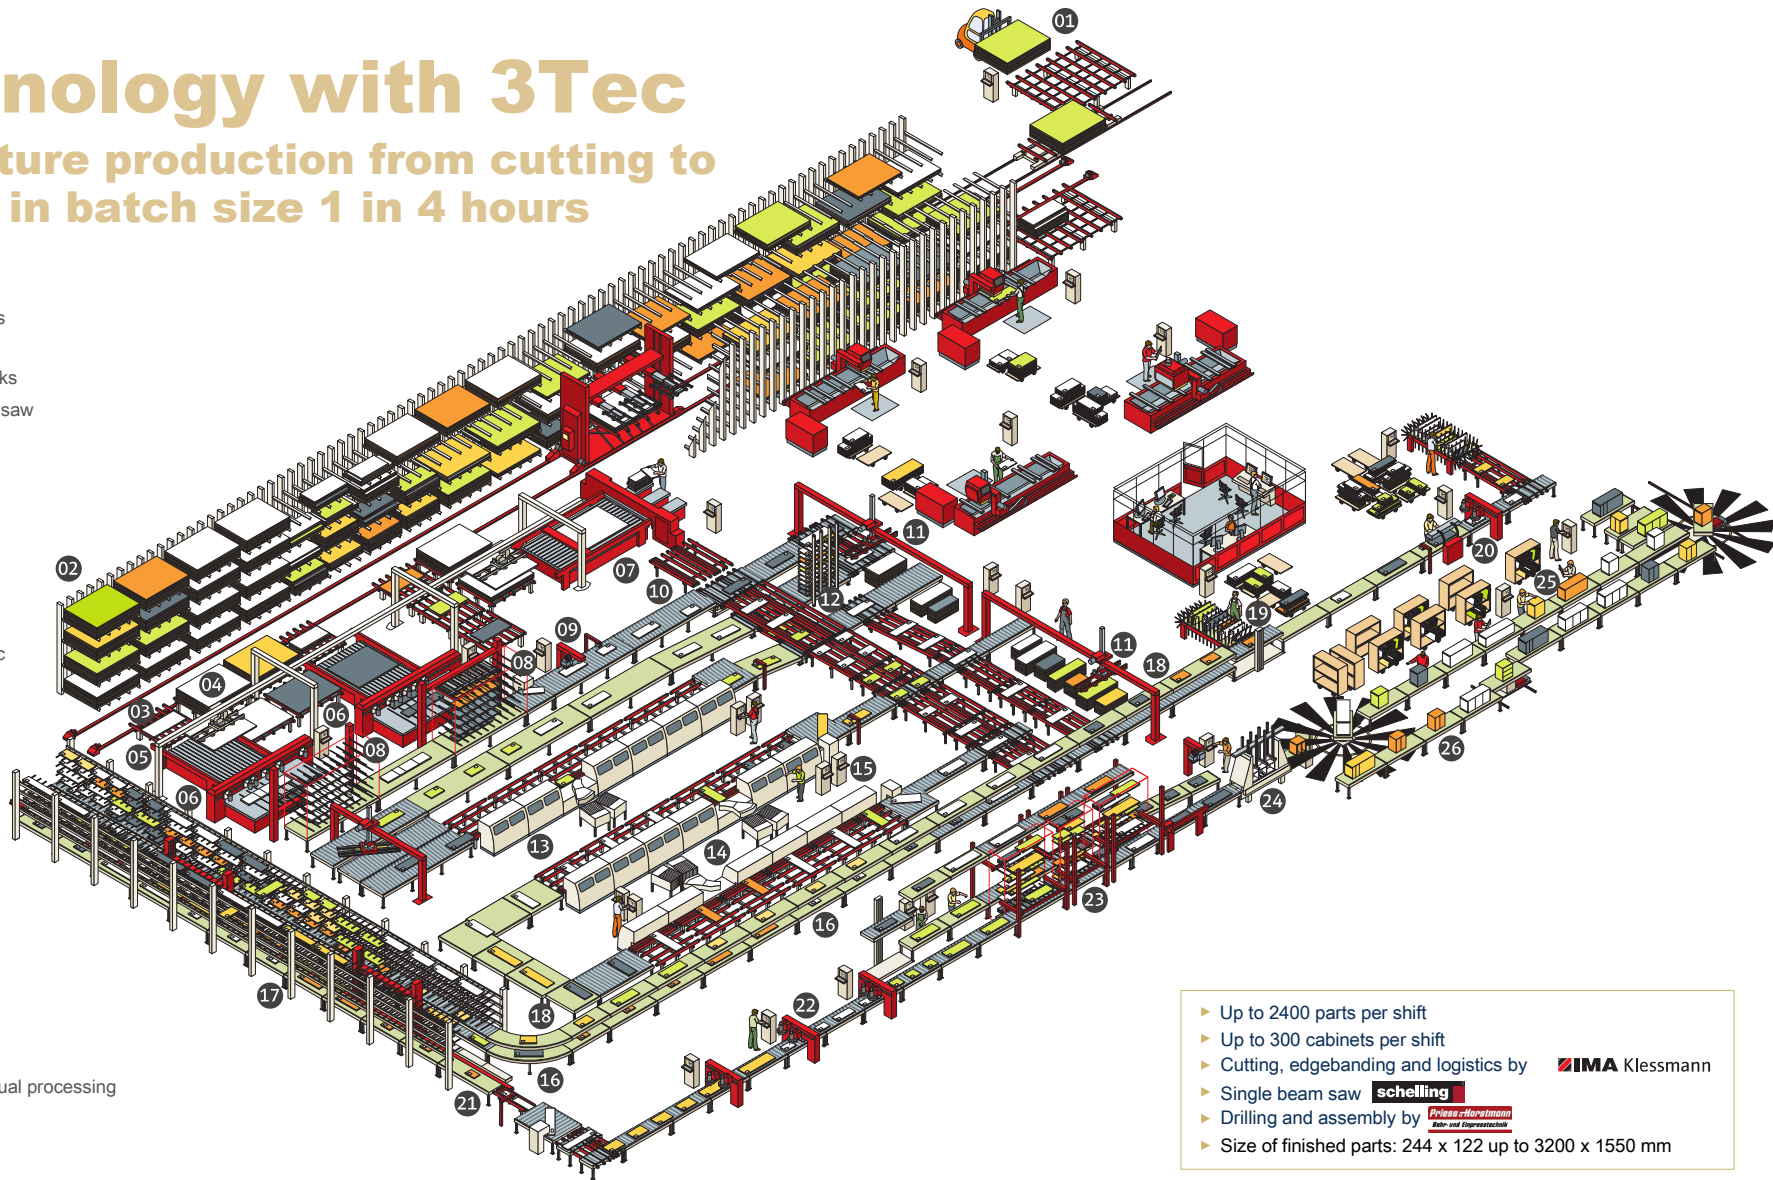 nology with 3Tec
ture production from cutting to
in batch size 1 in 4 hours
s
ks
saw
c
ual processing
01
02
03
04
05
06
06
07
08
08
09
10
11
11
12
13
14
15
16
16
17
18
18
19
20
21
22
23
24
25
26
Up to 2400 parts per shift
Up to 300 cabinets per shift
Cutting, edgebanding and logistics by IMA Klessmann
Single beam saw schelling
Drilling and assembly by Priess+Horstmann
Bohr- und Einpresstechnik
Size of finished parts: 244 x 122 up to 3200 x 1550 mm